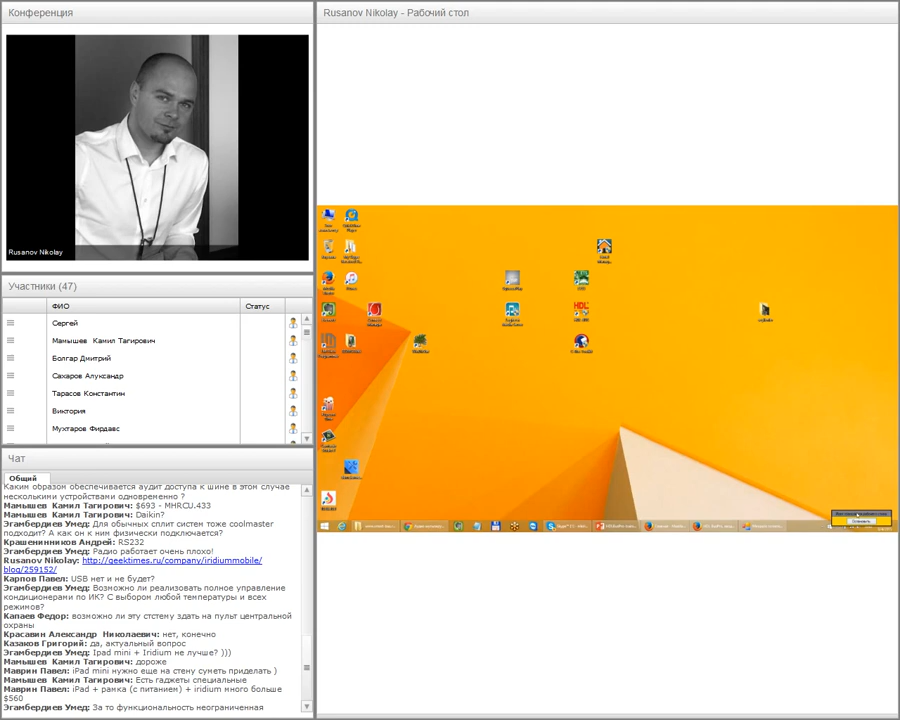 Конференция
Rusanov Nikolay - Рабочий стол
Rusanov Nikolay
Участники (47)
ФИО
Статус
Сергей
Мамышев Камил Тагирович
Болгар Дмитрий
Сахаров Алуксандр
Тарасов Константин
Виктория
Мухтаров Фирдавс
Чат
Общий
Каким образом обеспечивается аудит доступа к шине в этом случае
несколькими устройствами одновременно ?
Мамышев Камил Тагирович: $693 - MHRCU.433
Мамышев Камил Тагирович: Daikin?
Эгамбердиев Умед: Для обычных сплит систем тоже coolmaster
подходит? А как он к ним физически подключается?
Крашенинников Андрей: RS232
Эгамбердиев Умед: Радио работает очень плохо!
Rusanov Nikolay: http://geektimes.ru/company/iridiummobile/
blog/259152/
Карпов Павел: USB нет и не будет?
Эгамбердиев Умед: Возможно ли реализовать полное управление
кондиционерами по ИК? С выбором любой температуры и всех
режимов?
Капаев Федор: возможно ли эту стстему здать на пульт центральной
охраны
Красавин Александр Николаевич: нет, конечно
Казаков Григорий: да, актуальный вопрос
Эгамбердиев Умед: Ipad mini + Iridium не лучше? )))
Мамышев Камил Тагирович: дороже
Маврин Павел: iPad mini нужно еще на стену суметь приделать )
Мамышев Камил Тагирович: Есть гаджеты специальные
Маврин Павел: iPad + рамка (с питанием) + iridium много больше
$560
Эгамбердиев Умед: За то функциональность неограниченная
HDL